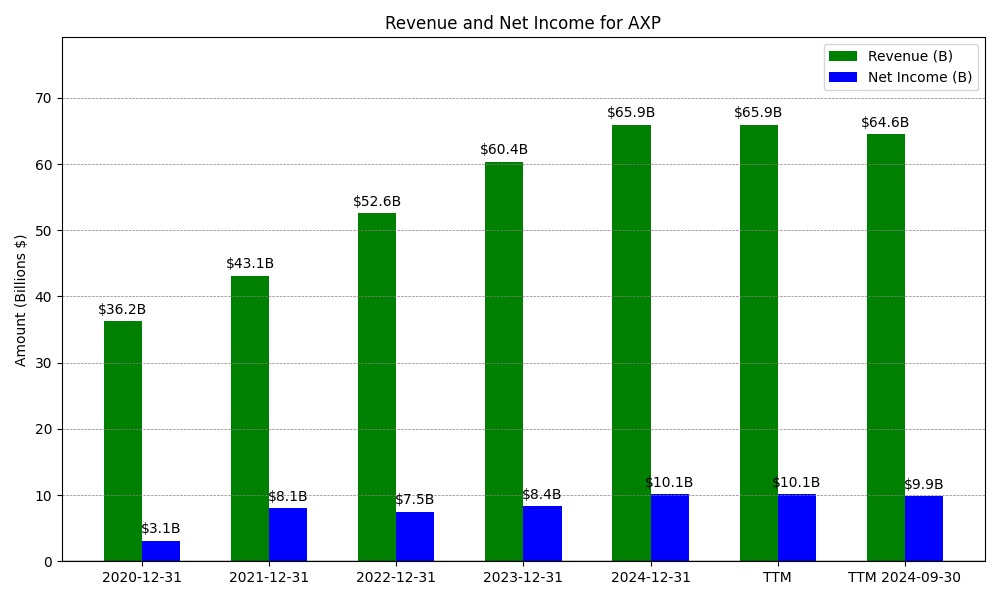 Revenue and Net Income for AXP
Revenue (B)
Net Income (B)
Amount (Billions $)
70
60
50
40
30
20
10
0
$36.2B
$3.1B
$43.1B
$8.1B
$52.6B
$7.5B
$60.4B
$8.4B
$65.9B
$10.1B
$65.9B
$10.1B
$64.6B
$9.9B
2020-12-31
2021-12-31
2022-12-31
2023-12-31
2024-12-31
TTM
TTM 2024-09-30